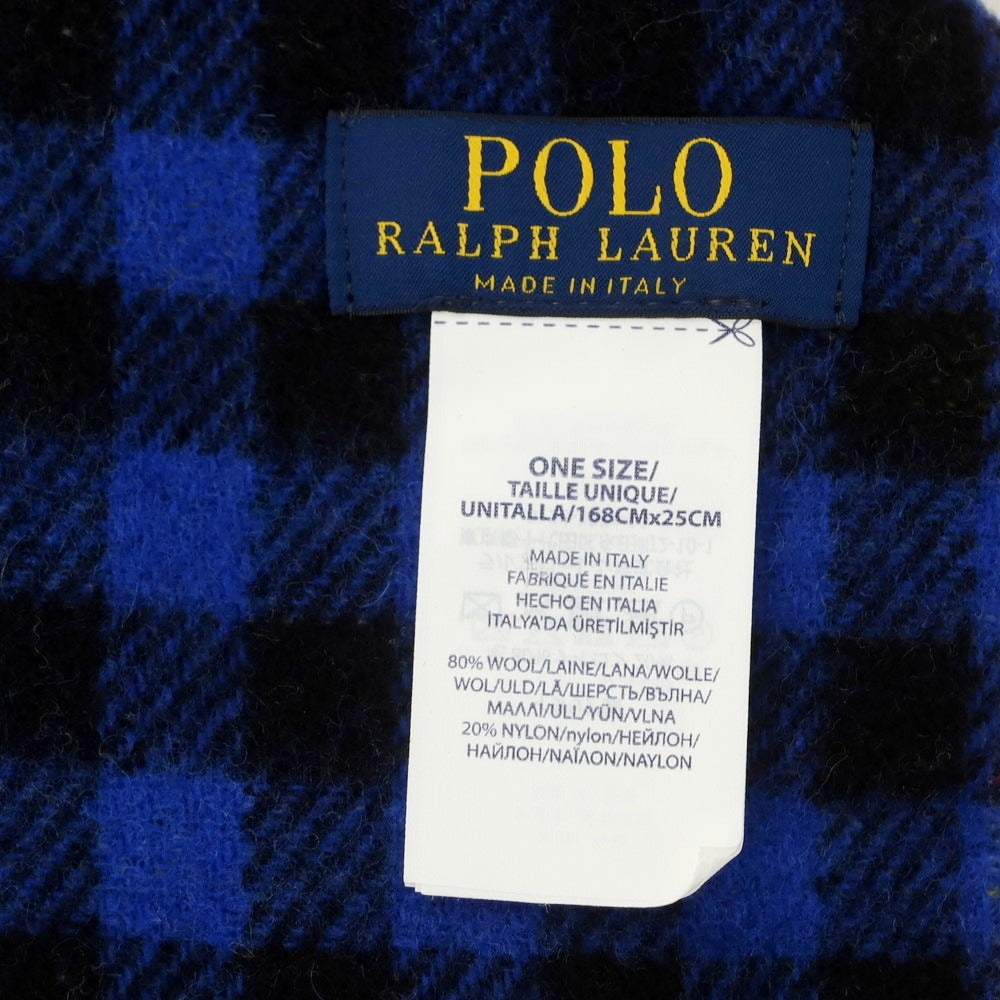 POLO
RALPH LAUREN
MADE IN ITALY
ONE SIZE/
TAILLE UNIQUE/
UNITALLA/168CMx25CM
MADE IN ITALY
FABRIQUÉ EN ITALIE
HECHO EN ITALIA
İTALYA'DA ÜRETİLMİŞTİR
80% WOOL/LAINE/LANA/WOLLE/
WOL/ULD/LÃ/ШЕРСТЬ/ВЪЛНА/
ΜΑΛΛΙ/ULL/YÜN/VLNA
20% NYLON/nylon/НЕЙЛОН/
НАЙЛОН/ΝΑΪΛΟΝ/NAYLON